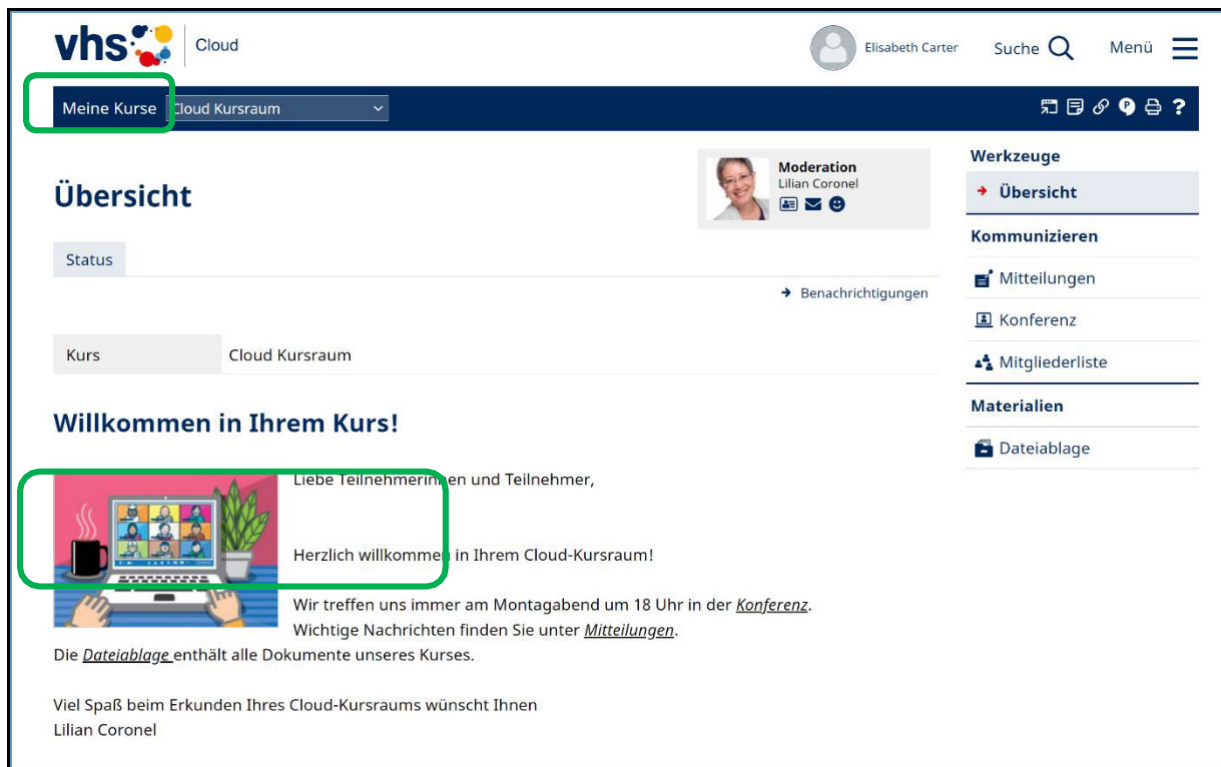 vhs Cloud
Elisabeth Carter
Suche
Menü
Meine Kurse
Cloud Kursraum
?
Übersicht
Moderation
Lilian Coronel
Status
Benachrichtigungen
Kurs
Cloud Kursraum
Willkommen in Ihrem Kurs!
Liebe Teilnehmerinnen und Teilnehmer,
Herzlich willkommen in Ihrem Cloud-Kursraum!
Wir treffen uns immer am Montagabend um 18 Uhr in der Konferenz.
Wichtige Nachrichten finden Sie unter Mitteilungen.
Die Dateiablage enthält alle Dokumente unseres Kurses.
Viel Spaß beim Erkunden Ihres Cloud-Kursraums wünscht Ihnen
Lilian Coronel
Werkzeuge
Übersicht
Kommunizieren
Mitteilungen
Konferenz
Mitgliederliste
Materialien
Dateiablage